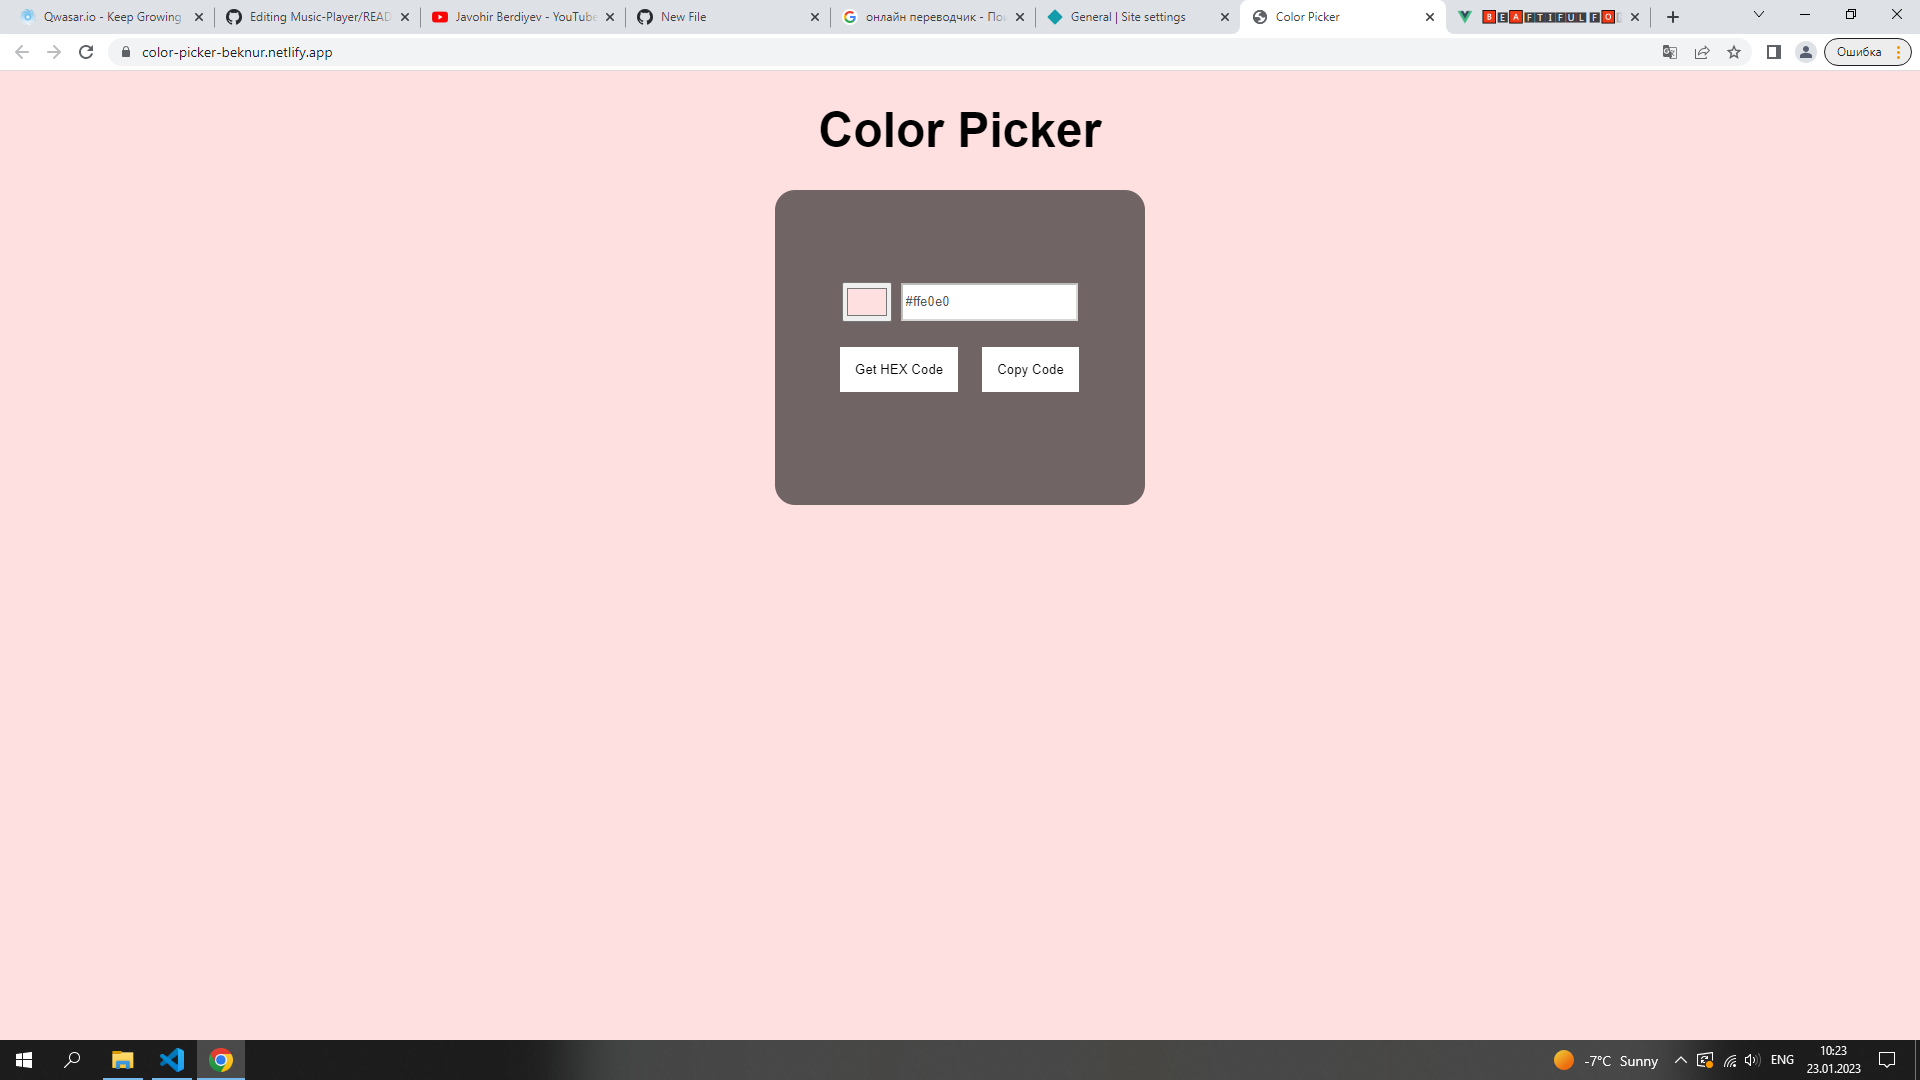 Qwasar.io - Keep Growing
Editing Music-Player/READ
Javohir Berdiyev - YouTube
New File
онлайн переводчик - По
General | Site settings
Color Picker
BEAFTIFUL FO
color-picker-beknur.netlify.app
Ошибка
Color Picker
#ffe0e0
Get HEX Code
Copy Code
-7°C Sunny
ENG
10:23
23.01.2023